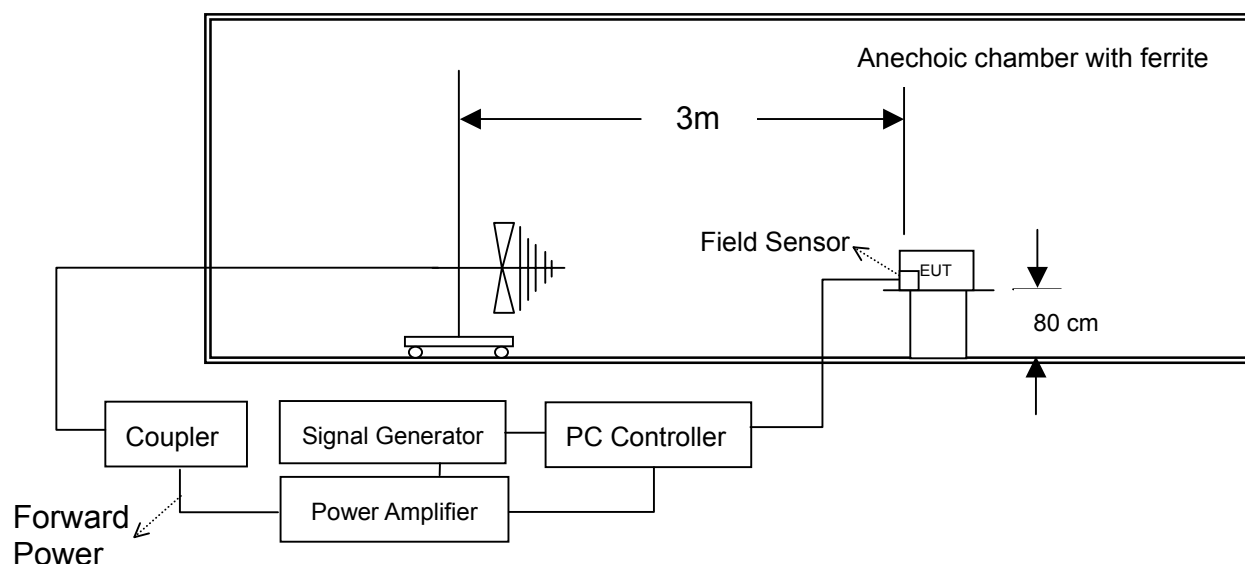 Anechoic chamber with ferrite
3m
Field Sensor
EUT
80 cm
Coupler
Signal Generator
PC Controller
Power Amplifier
Forward
Power